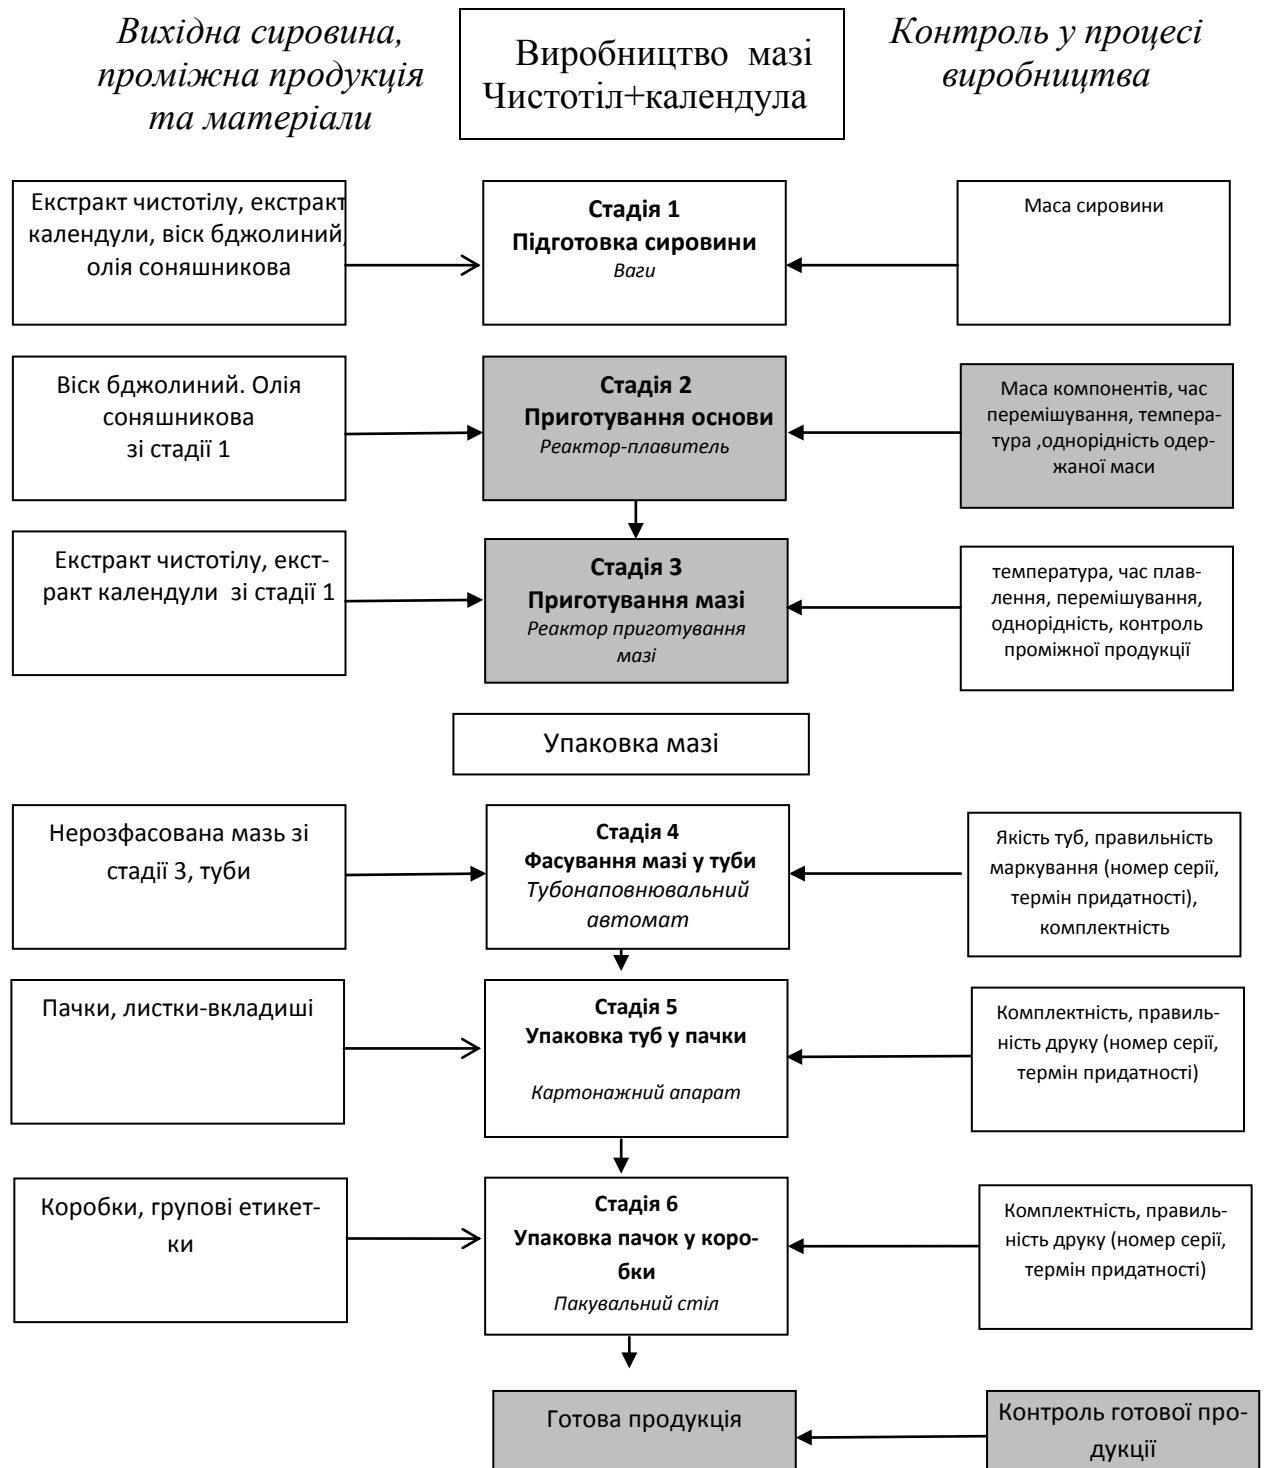 Вихідна сировина,
проміжна продукція
та матеріали
Виробництво мазі
Чистотіл+календула
Контроль у процесі
виробництва
Екстракт чистотілу, екстракт
календули, віск бджолиний,
олія соняшникова
Стадія 1
Підготовка сировини
Ваги
Маса сировини
Віск бджолиний. Олія
соняшникова
зі стадії 1
Стадія 2
Приготування основи
Реактор-плавитель
Маса компонентів, час
перемішування, темпера-
тура ,однорідність одер-
жаної маси
Екстракт чистотілу, екст-
ракт календули зі стадії 1
Стадія 3
Приготування мазі
Реактор приготування
мазі
температура, час плав-
лення, перемішування,
однорідність, контроль
проміжної продукції
Упаковка мазі
Нерозфасована мазь зі
стадії 3, туби
Стадія 4
Фасування мазі у туби
Тубонаповнювальний
автомат
Якість туб, правильність
маркування (номер серії,
термін придатності),
комплектність
Пачки, листки-вкладиші
Стадія 5
Упаковка туб у пачки
Картонажний апарат
Комплектність, правиль-
ність друку (номер серії,
термін придатності)
Коробки, групові етикет-
ки
Стадія 6
Упаковка пачок у коро-
бки
Пакувальний стіл
Комплектність, правиль-
ність друку (номер серії,
термін придатності)
Готова продукція
Контроль готової про-
дукції